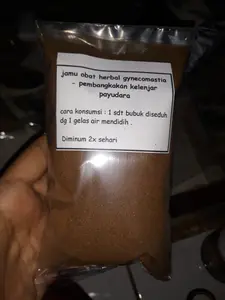 jamu obat herbal gynecomastia
- pembangkakan kelenjar
payudara
cara konsumsi : 1 sdt bubuk diseduh
dg 1 gelas air mendidih .
Diminum 2x sehari